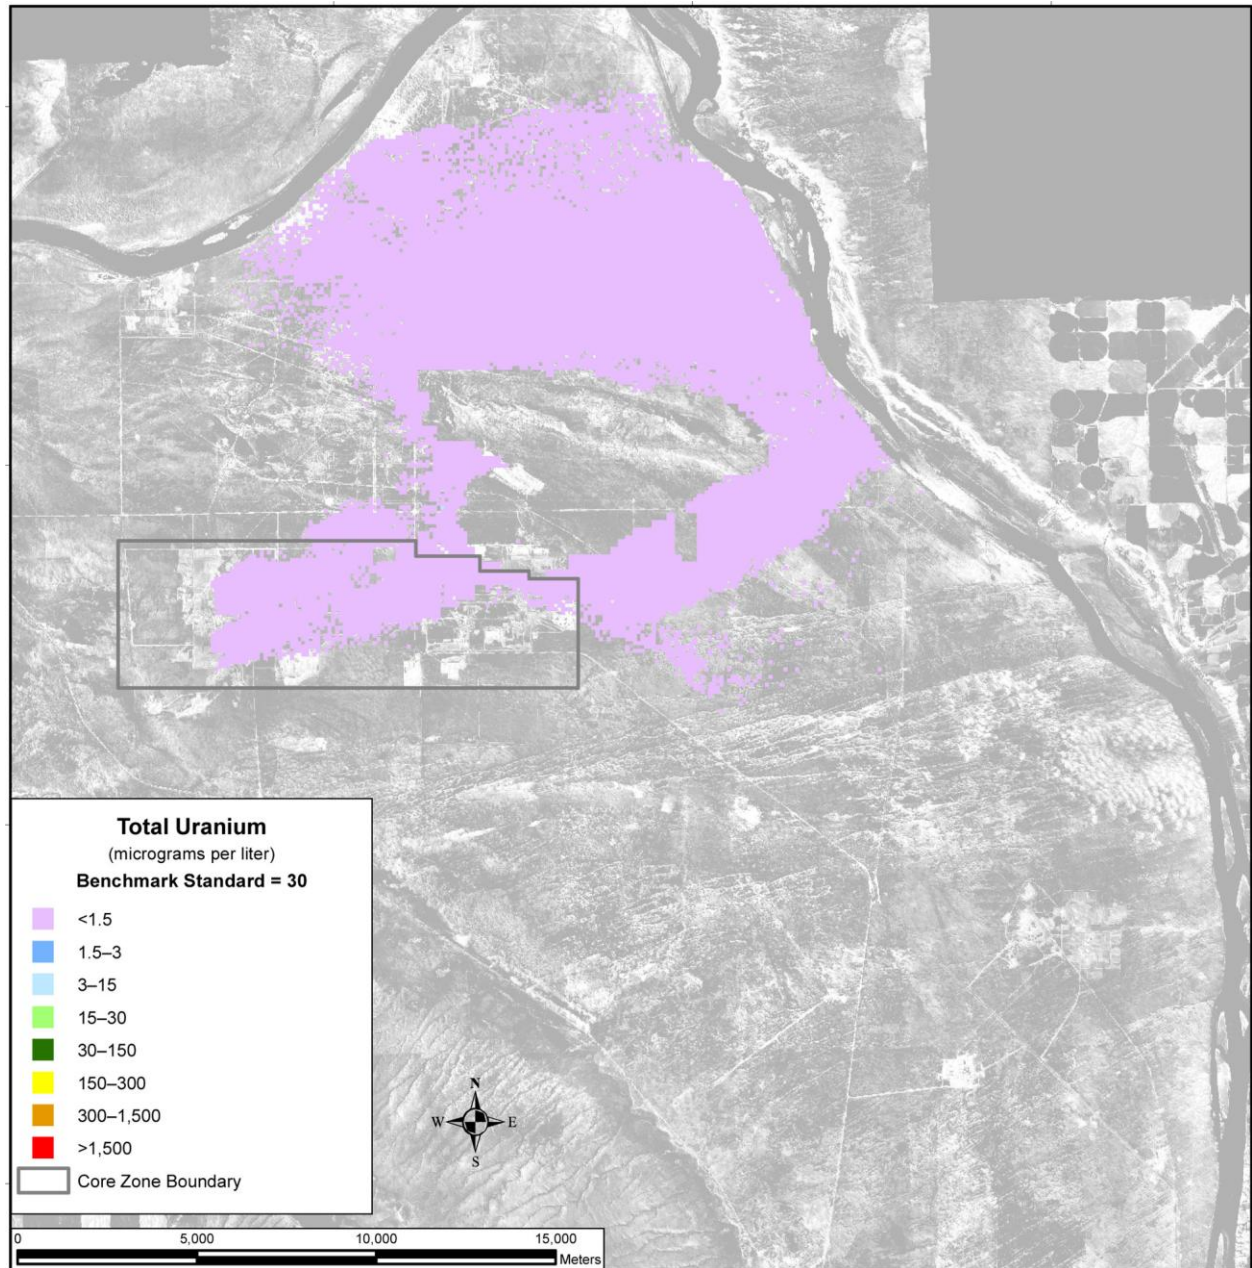 Total Uranium
(micrograms per liter)
Benchmark Standard = 30
<1.5
1.5–3
3–15
15–30
30–150
150–300
300–1,500
>1,500
Core Zone Boundary
N
W E
S
0 5,000 10,000 15,000
Meters